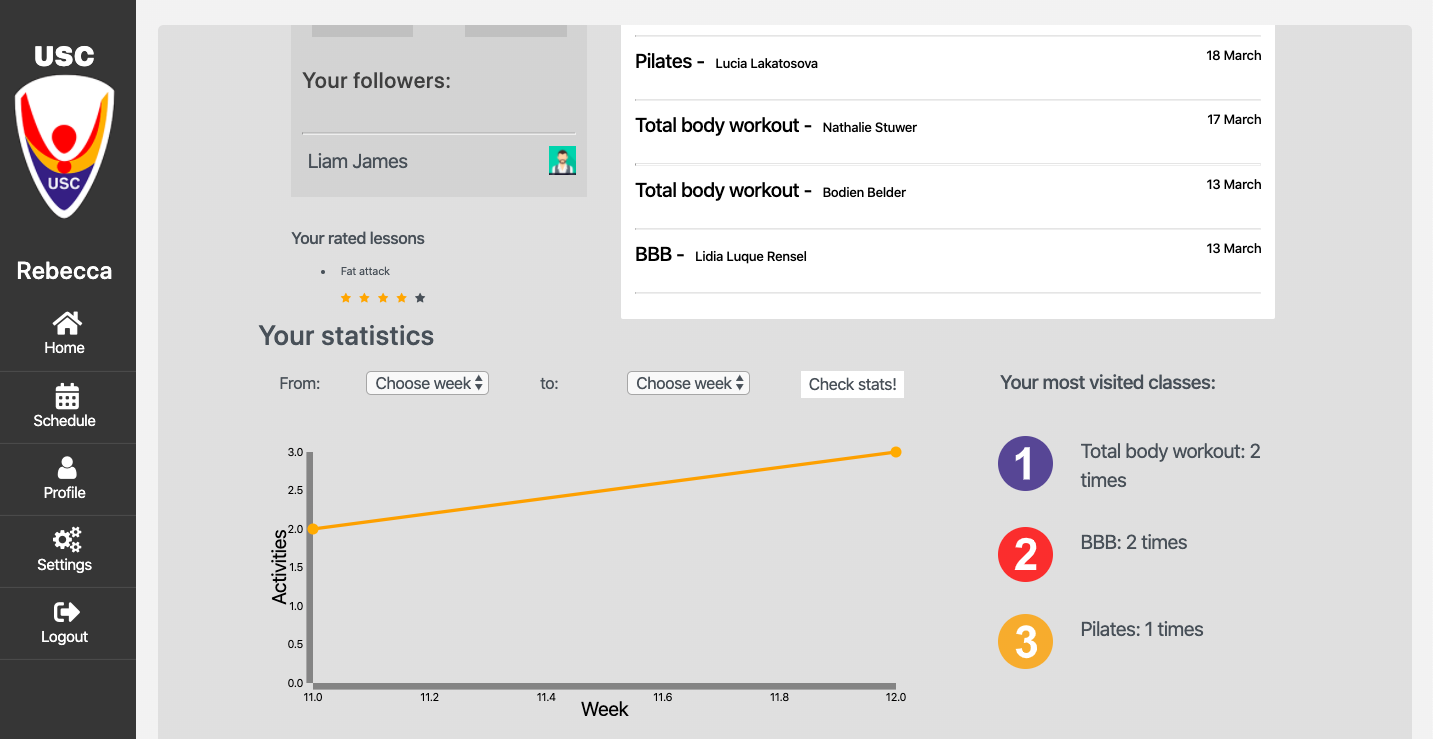 USC
USC
Rebecca
Home
Schedule
Profile
Settings
Logout
Your followers:
Liam James
Your rated lessons
Fat attack
Pilates - Lucia Lakatosova 18 March
Total body workout - Nathalie Stuwer 17 March
Total body workout - Bodien Belder 13 March
BBB - Lidia Luque Rensel 13 March
Your statistics
From: Choose week to: Choose week Check stats!
3.0
2.5
2.0
1.5
1.0
0.5
0.0
Activities
11.0 11.2 11.4 11.6 11.8 12.0
Week
Your most visited classes:
1 Total body workout: 2
times
2 BBB: 2 times
3 Pilates: 1 times